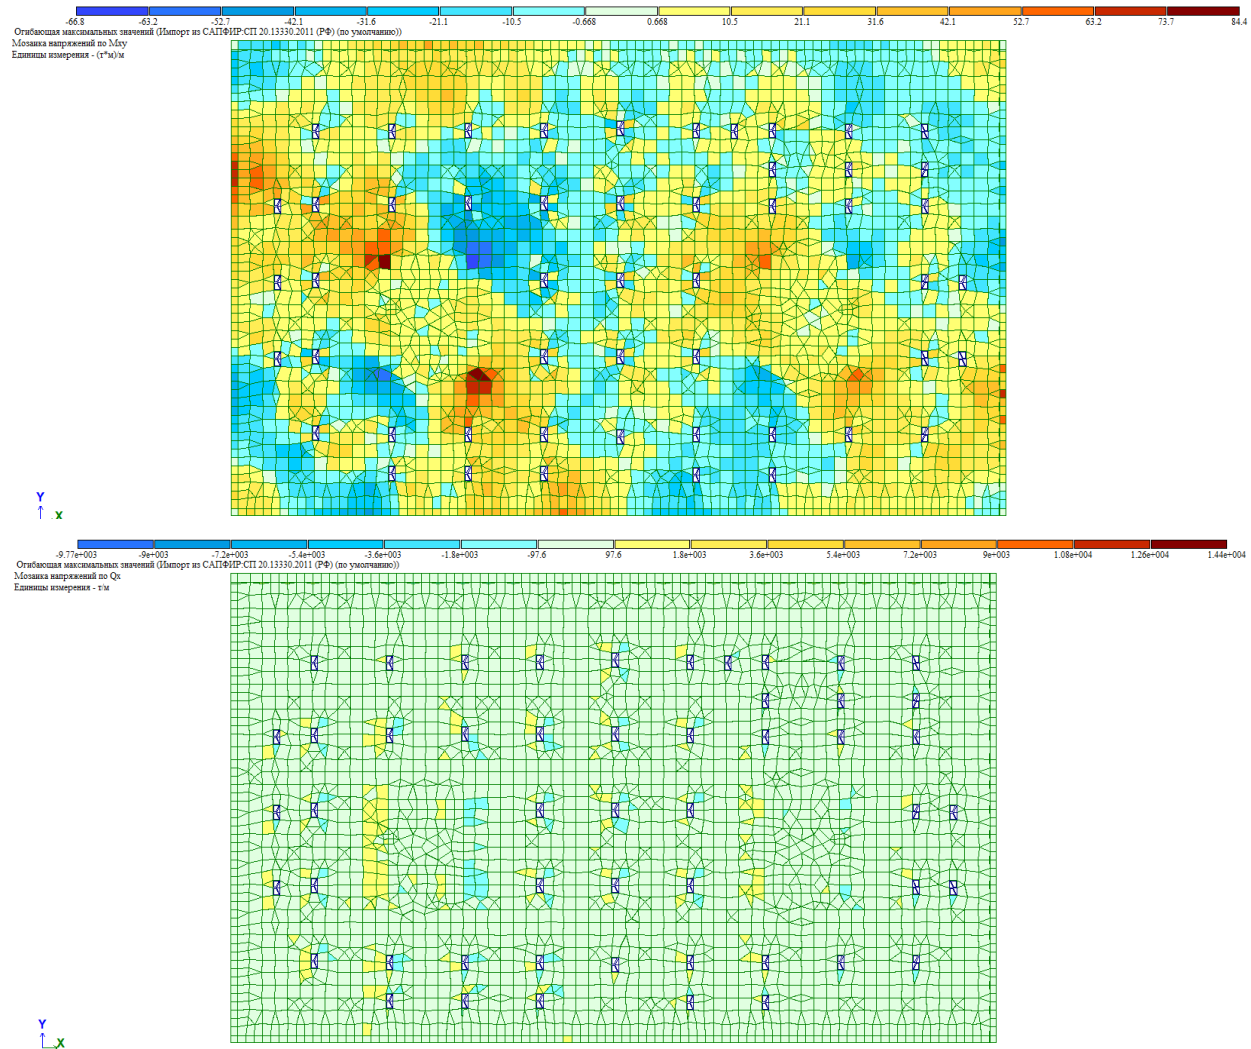 -66.8 -63.2 -52.7 -42.1 -31.6 -21.1 -10.5 -0.668 0.668 10.5 21.1 31.6 42.1 52.7 63.2 73.7 84.4
Огибающая максимальных значений (Импорт из САПФИР:СП 20.13330.2011 (РФ) (по умолчанию))
Мозаика напряжений по Mxy
Единицы измерения - (т*м)/м
Y
X
-9.77e+003 -9e+003 -7.2e+003 -5.4e+003 -3.6e+003 -1.8e+003 -97.6 97.6 1.8e+003 3.6e+003 5.4e+003 7.2e+003 9e+003 1.08e+004 1.26e+004 1.44e+004
Огибающая максимальных значений (Импорт из САПФИР:СП 20.13330.2011 (РФ) (по умолчанию))
Мозаика напряжений по Qx
Единицы измерения - т/м
Y
X